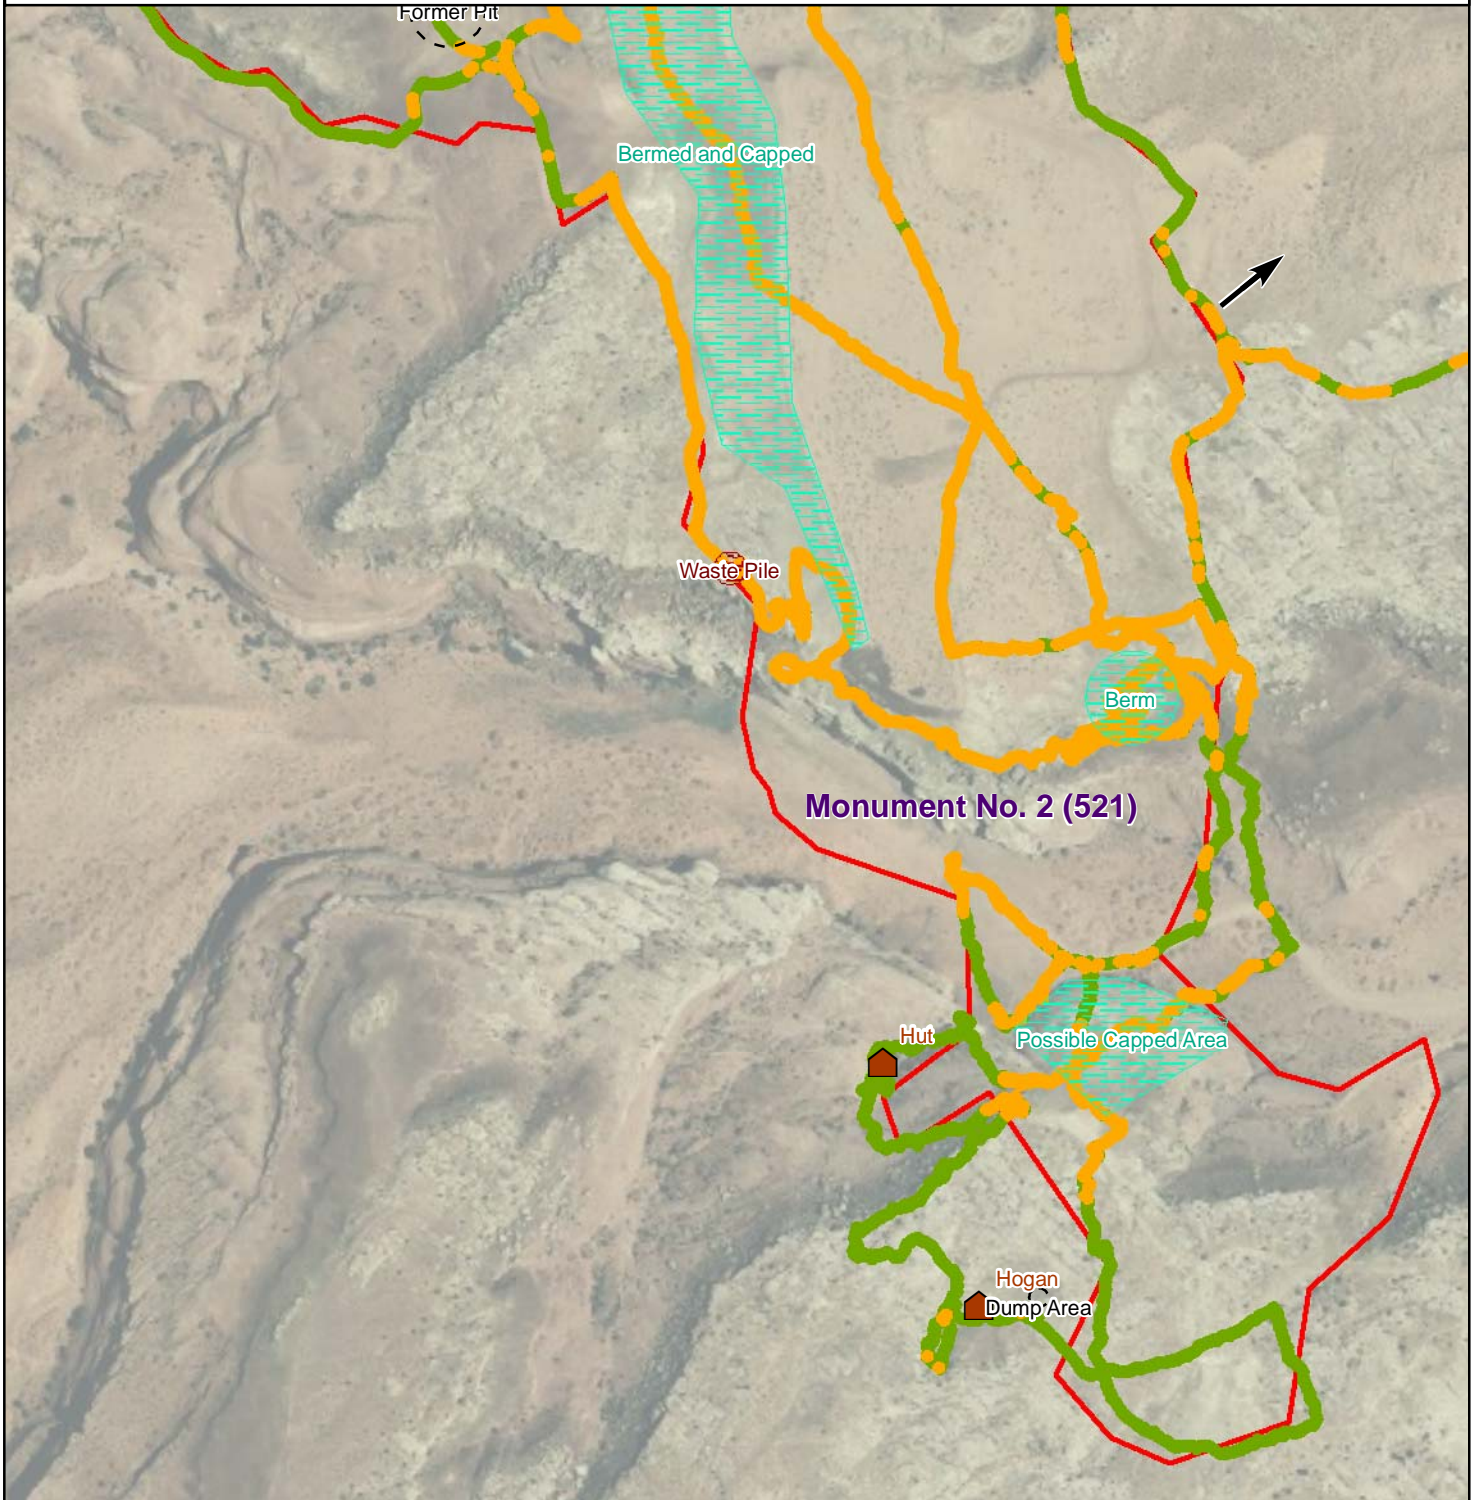 Former Pit
Bermed and Capped
Waste Pile
Berm
Monument No. 2 (521)
Hut
Possible Capped Area
Hogan
Dump Area